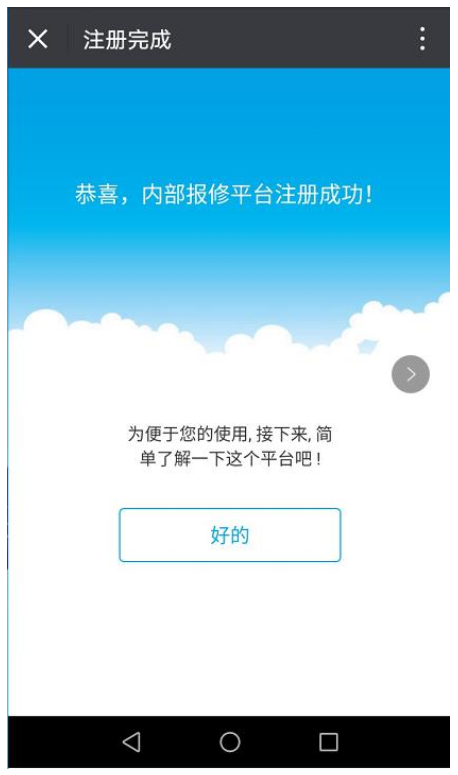 注册完成
恭喜，内部报修平台注册成功！
为便于您的使用,接下来,简
单了解一下这个平台吧！
好的